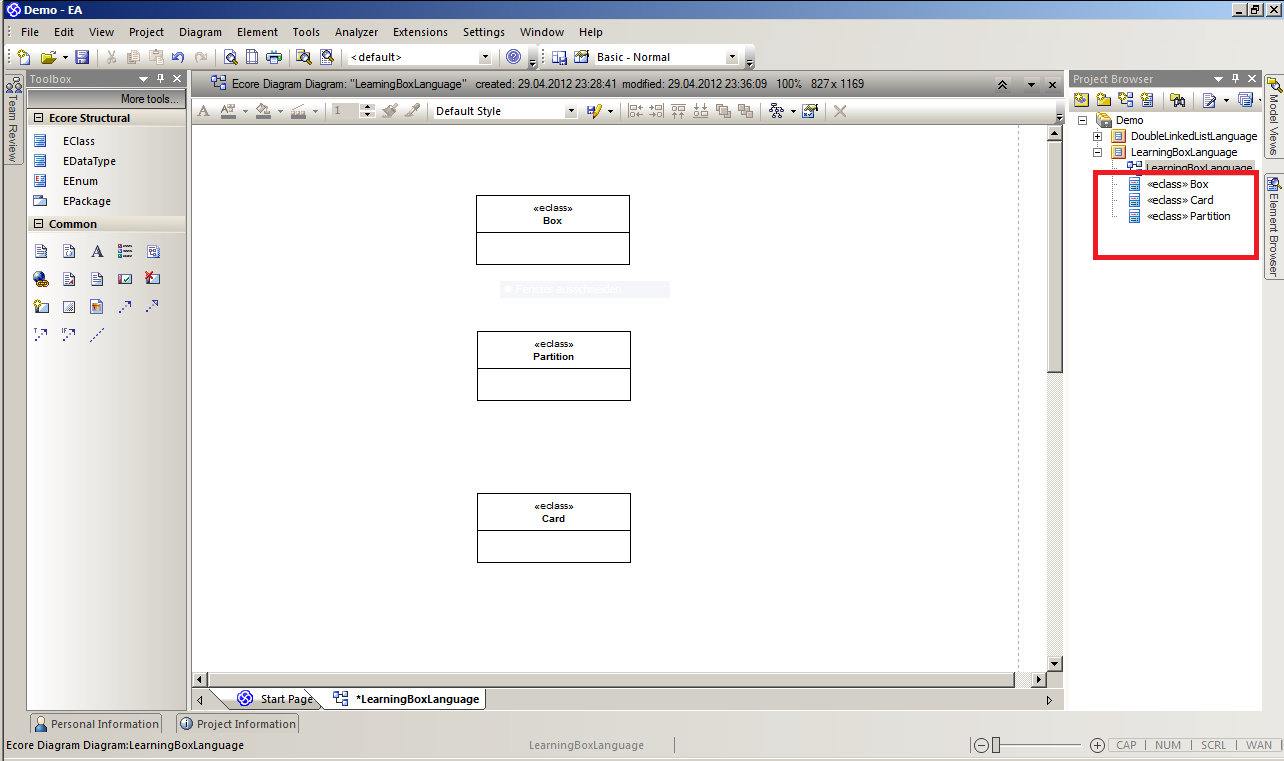 Demo - EA
File Edit View Project Diagram Element Tools Analyzer Extensions Settings Window Help
<default>
Basic - Normal
Toolbox
More tools...
Ecore Structural
EClass
EDataType
EEnum
EPackage
Common
Team Review
Ecore Diagram Diagram: "LearningBoxLanguage" created: 29.04.2012 23:28:41 modified: 29.04.2012 23:36:09 100% 827 x 1169
A
1
Default Style
«eclass»
Box
Fenster ausschneiden
«eclass»
Partition
«eclass»
Card
Project Browser
Demo
DoubleLinkedListLanguage
LearningBoxLanguage
LearningBoxLanguage
«eclass» Box
«eclass» Card
«eclass» Partition
Model Views
Element Browser
Start Page
*LearningBoxLanguage
Personal Information
Project Information
Ecore Diagram Diagram:LearningBoxLanguage
LearningBoxLanguage
CAP NUM SCRL WAN